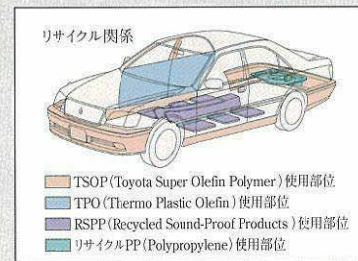 リサイクル関係
TSOP(Toyota Super Olefin Polymer)使用部位
TPO(Thermo Plastic Olefin)使用部位
RSPP(Recycled Sound-Proof Products)使用部位
リサイクルPP(Polypropylene)使用部位